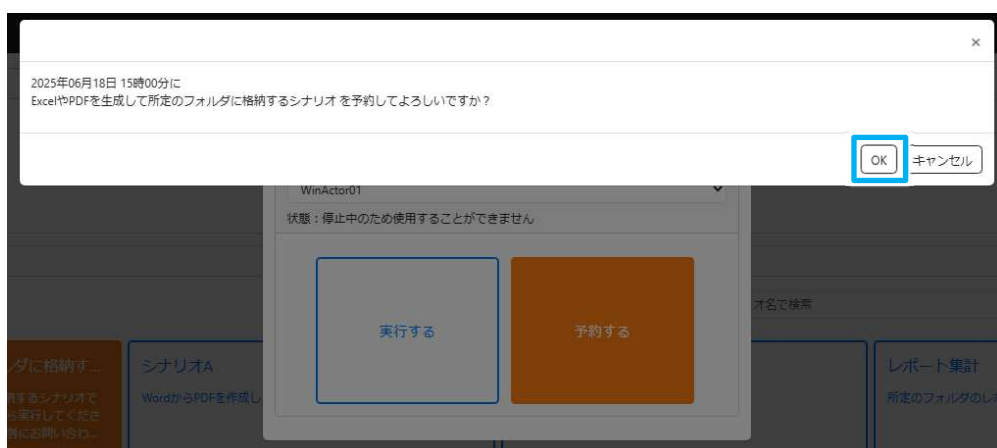 ×
2025年06月18日 15時00分に
ExcelやPDFを生成して所定のフォルダに格納するシナリオ を予約してよろしいですか？
OK
キャンセル
WinActor01
状態：停止中のため使用することができません
実行する
予約する
オ名で検索
ルダに格納す...
シナリオA
レポート集計
納するシナリオで
WordからPDFを作成し
所定のフォルダのレ
ら実行してくださ
別にお問い合わ...